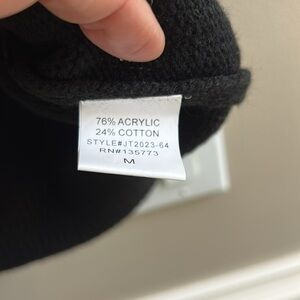 76% ACRYLIC
24% COTTON
STYLE#JT2023-64
RN#135773
M